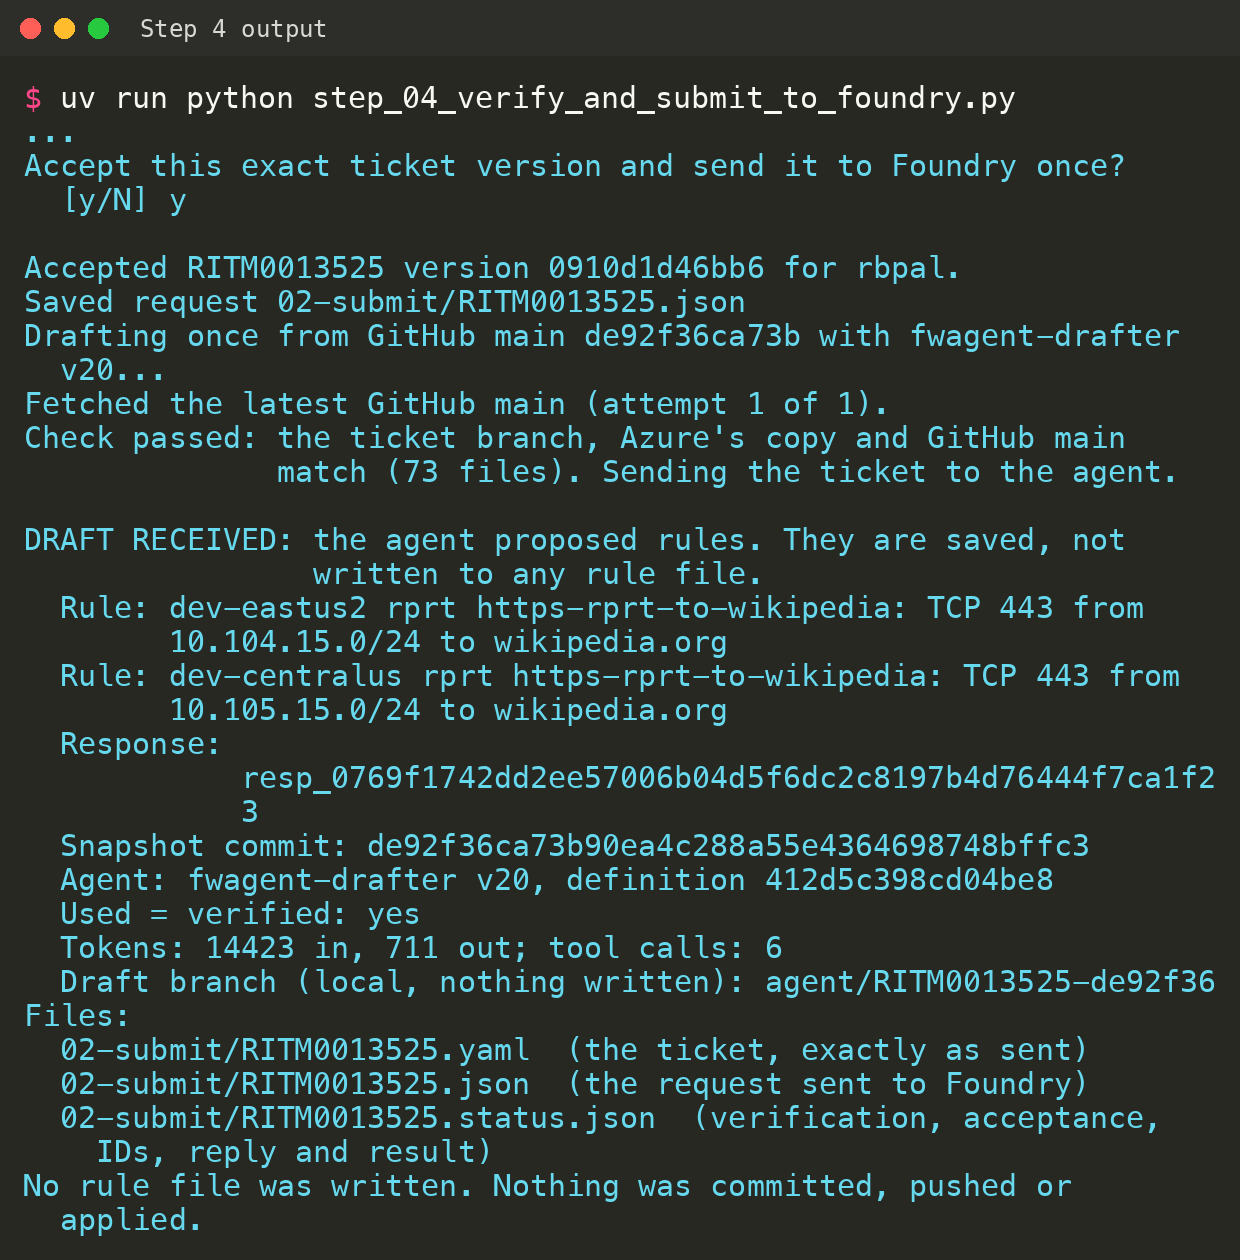 Step 4 output
$ uv run python step_04_verify_and_submit_to_foundry.py
...
Accept this exact ticket version and send it to Foundry once?
[y/N] y
Accepted RITM0013525 version 0910d1d46bb6 for rbpal.
Saved request 02-submit/RITM0013525.json
Drafting once from GitHub main de92f36ca73b with fwagent-drafter
v20...
Fetched the latest GitHub main (attempt 1 of 1).
Check passed: the ticket branch, Azure's copy and GitHub main
match (73 files). Sending the ticket to the agent.
DRAFT RECEIVED: the agent proposed rules. They are saved, not
written to any rule file.
Rule: dev-eastus2 rprt https-rprt-to-wikipedia: TCP 443 from
10.104.15.0/24 to wikipedia.org
Rule: dev-centralus rprt https-rprt-to-wikipedia: TCP 443 from
10.105.15.0/24 to wikipedia.org
Response:
resp_0769f1742dd2ee57006b04d5f6dc2c8197b4d76444f7ca1f2
3
Snapshot commit: de92f36ca73b90ea4c288a55e4364698748bffc3
Agent: fwagent-drafter v20, definition 412d5c398cd04be8
Used = verified: yes
Tokens: 14423 in, 711 out; tool calls: 6
Draft branch (local, nothing written): agent/RITM0013525-de92f36
Files:
02-submit/RITM0013525.yaml  (the ticket, exactly as sent)
02-submit/RITM0013525.json  (the request sent to Foundry)
02-submit/RITM0013525.status.json  (verification, acceptance,
IDs, reply and result)
No rule file was written. Nothing was committed, pushed or
applied.